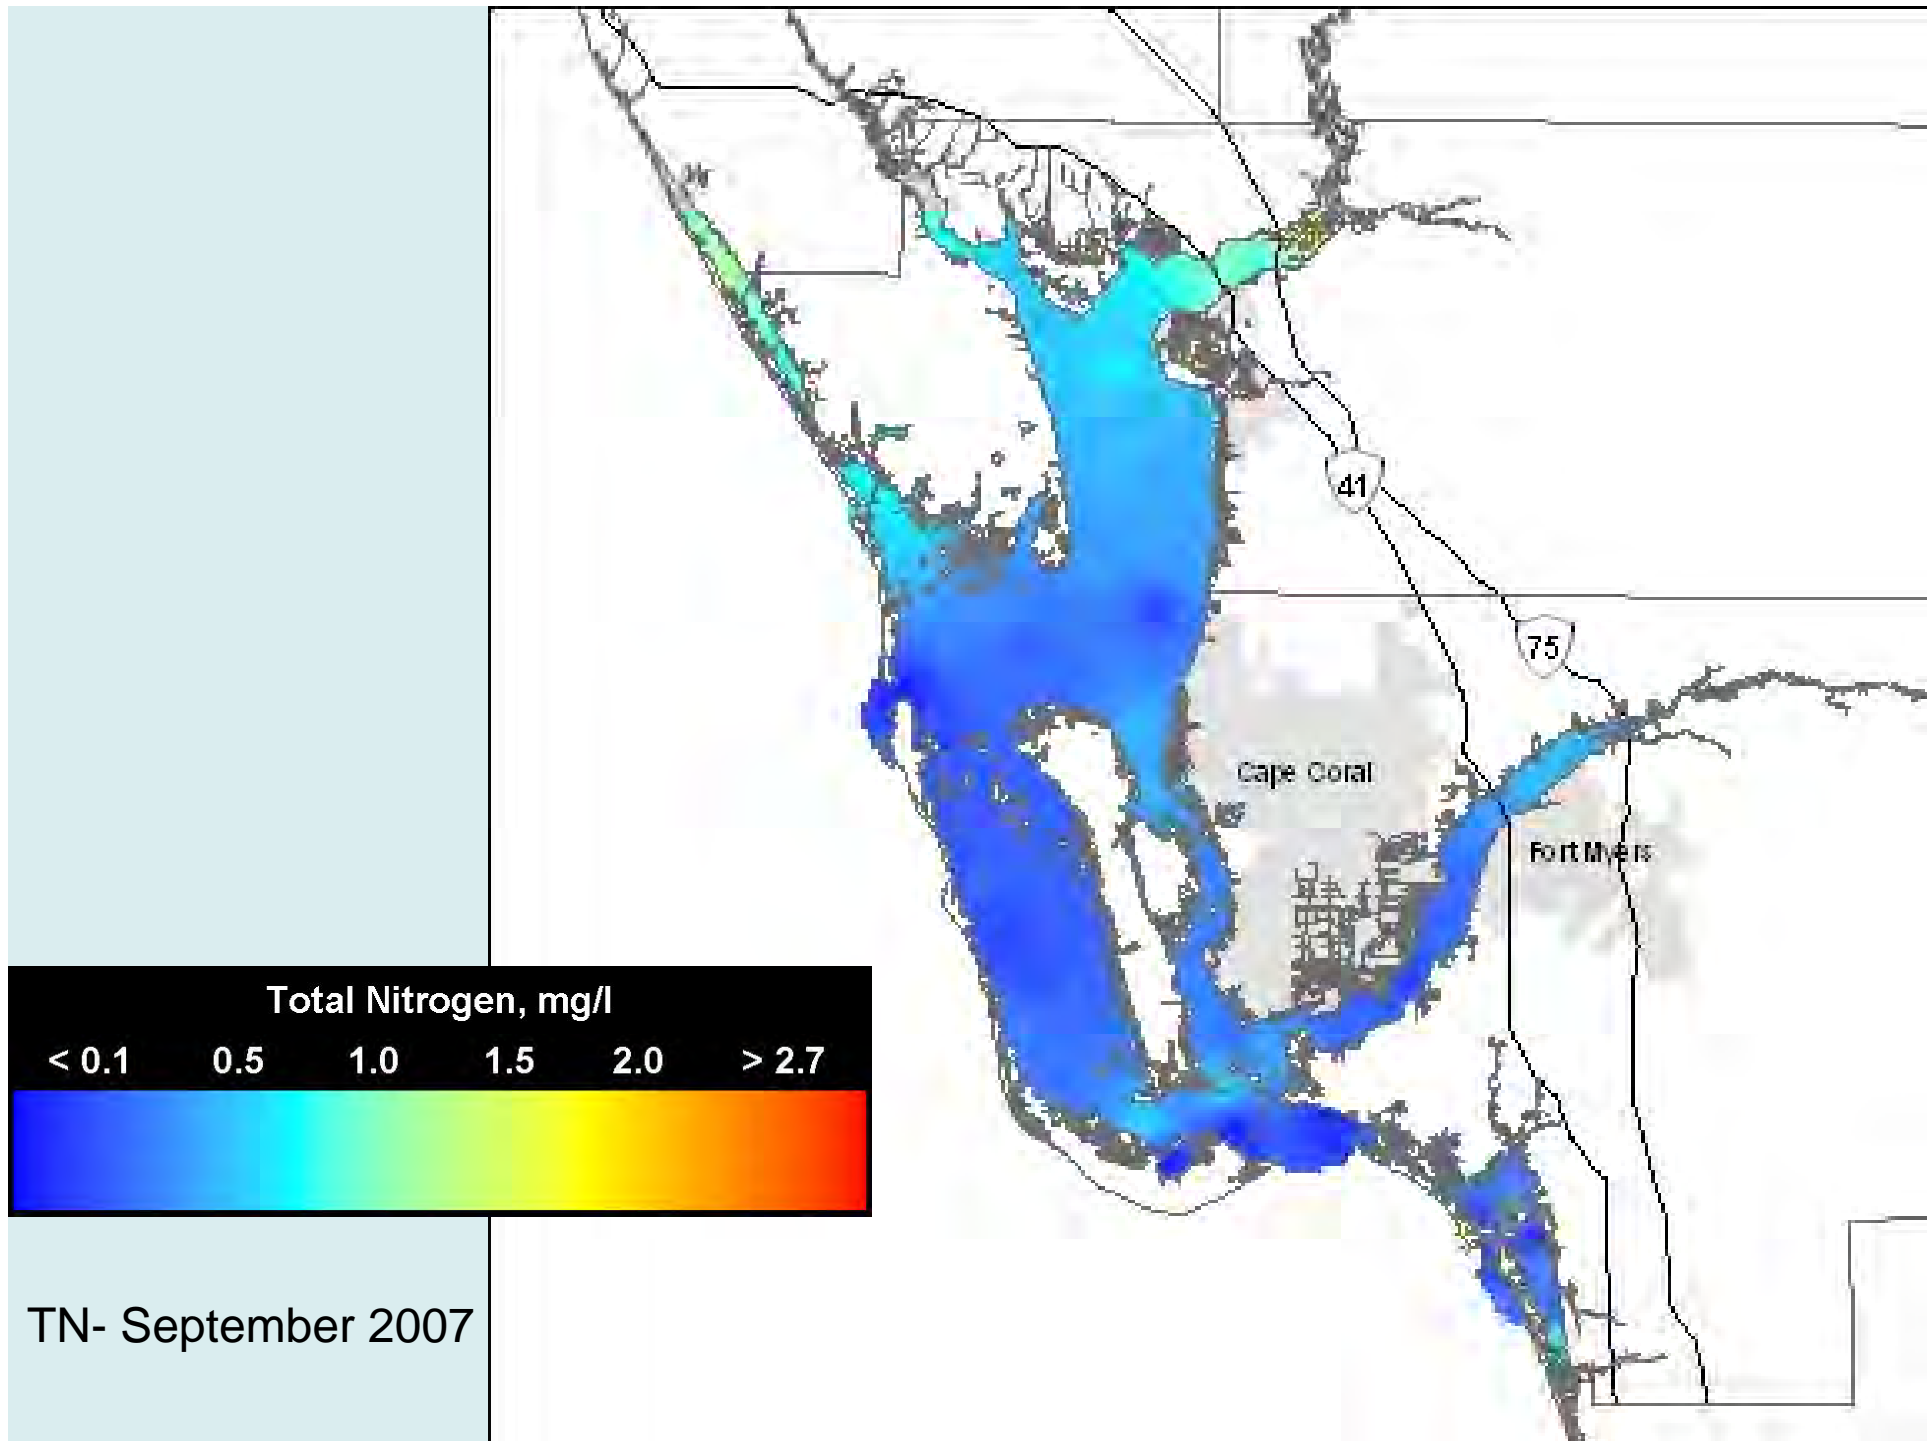 41
75
Cape Coral
Fort Myers
Total Nitrogen, mg/l
< 0.1 0.5 1.0 1.5 2.0 > 2.7
TN- September 2007